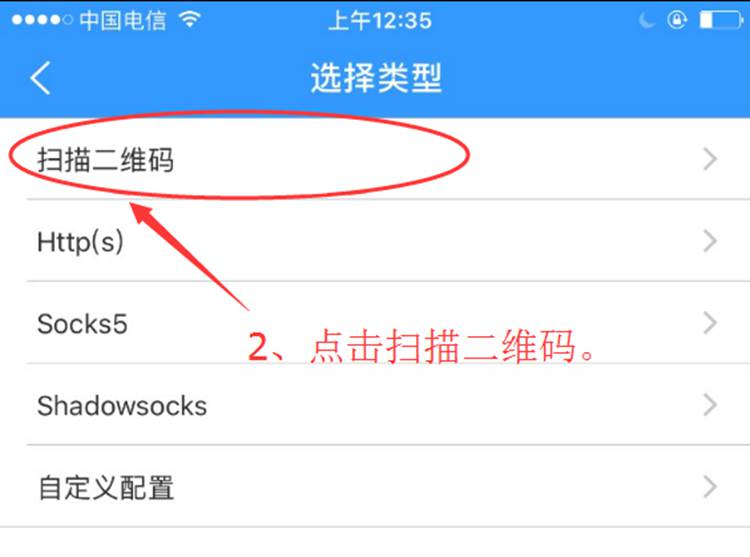 中国电信 上午12:35
选择类型
扫描二维码
Http(s)
Socks5
2、点击扫描二维码。
Shadowsocks
自定义配置